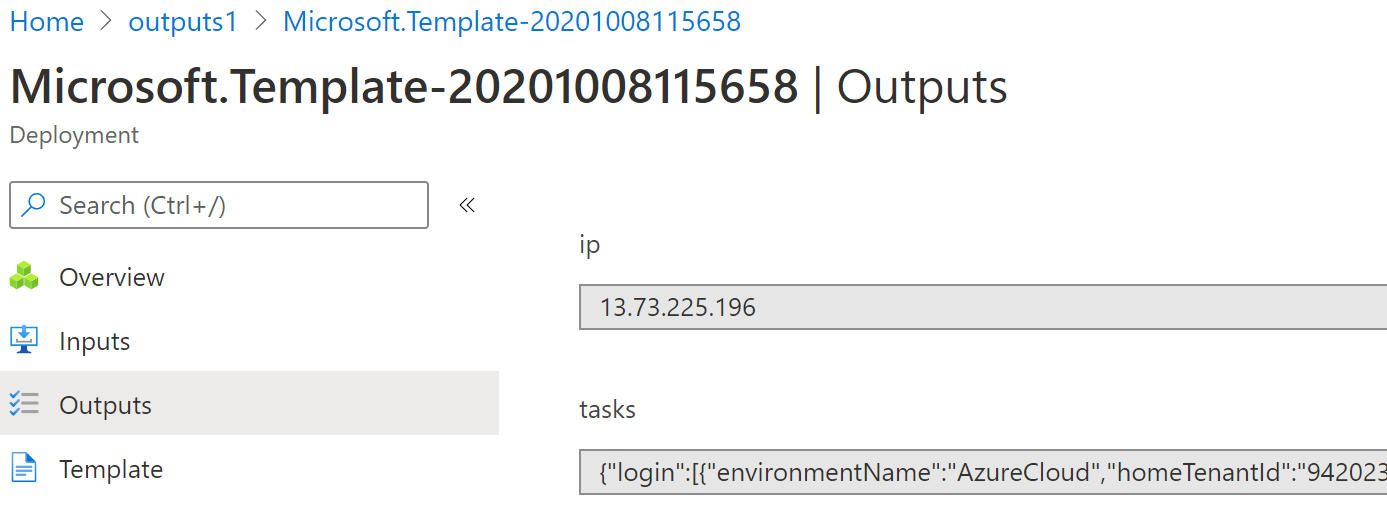 Home > outputs1 > Microsoft.Template-20201008115658
Microsoft.Template-20201008115658 | Outputs
Deployment
Search (Ctrl+/)
«
Overview
Inputs
Outputs
Template
ip
13.73.225.196
tasks
{"login":[{"environmentName":"AzureCloud","homeTenantId":"942023